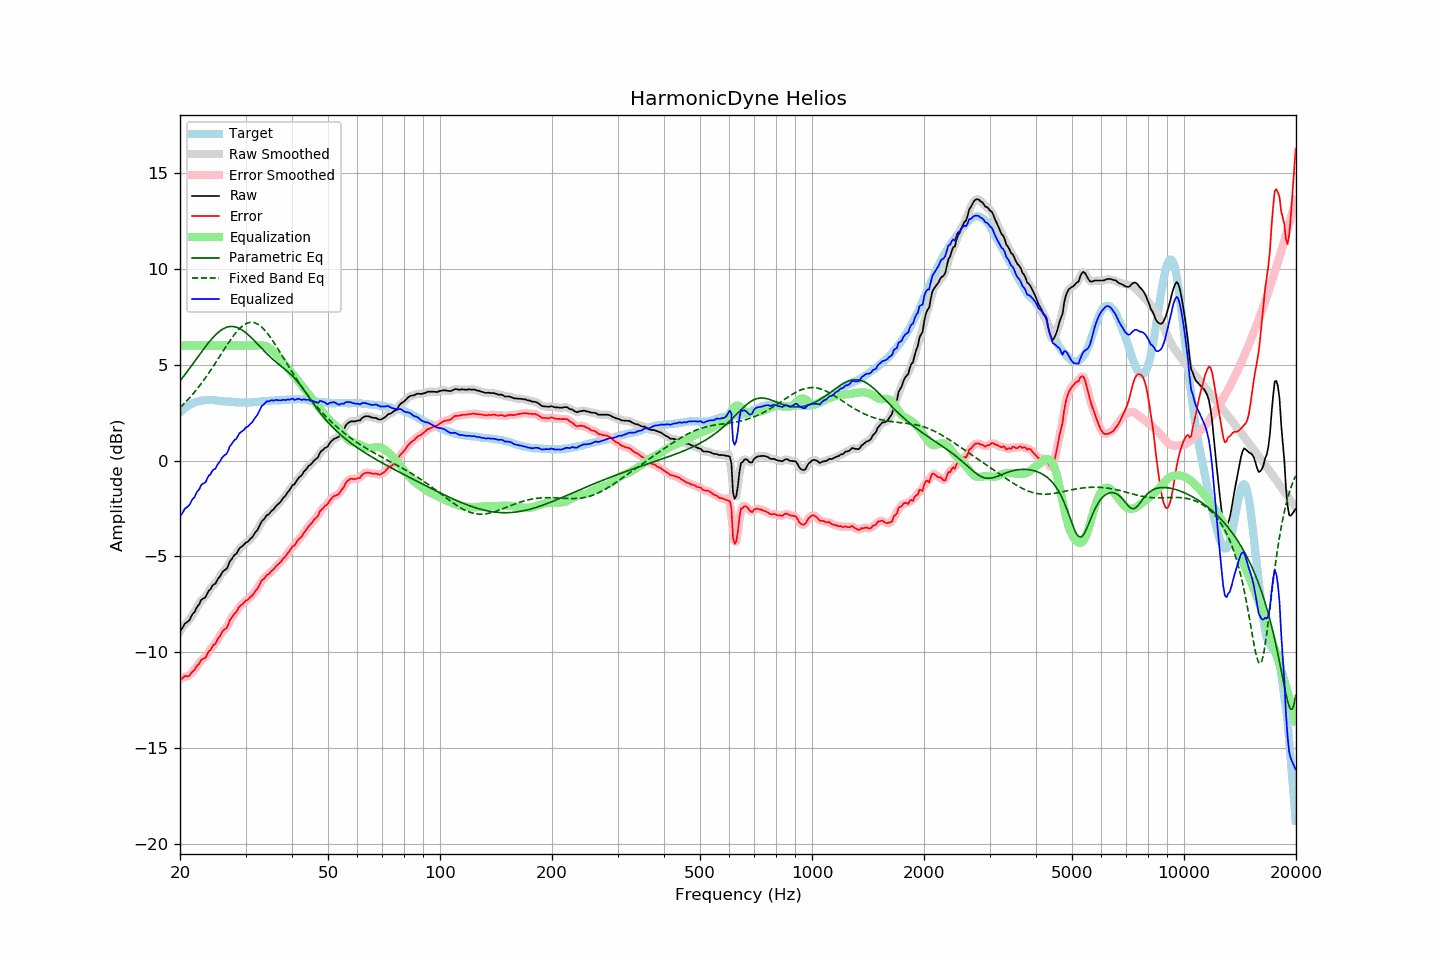 HarmonicDyne Helios
Target
Raw Smoothed
Error Smoothed
Raw
Error
Equalization
Parametric Eq
Fixed Band Eq
Equalized
Amplitude (dBr)
15
10
5
0
−5
−10
−15
−20
20 50 100 200 500 1000 2000 5000 10000 20000
Frequency (Hz)